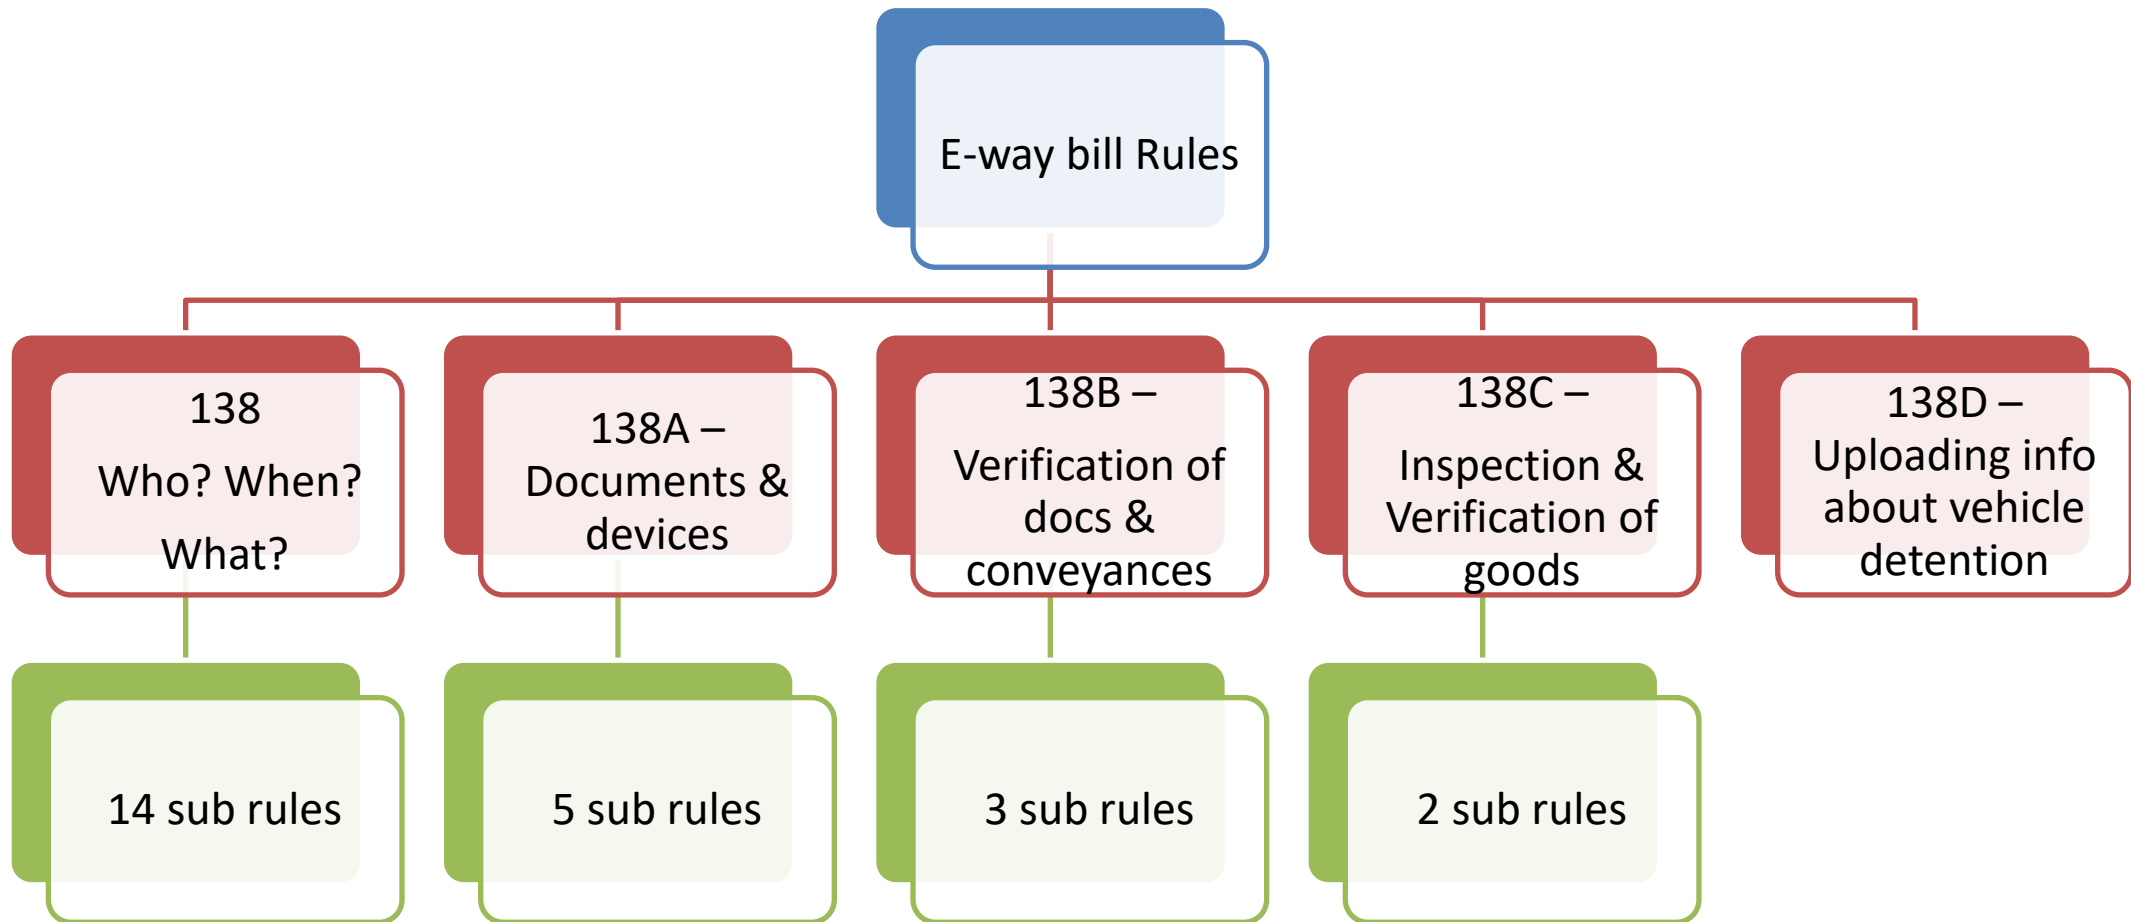 E-way bill Rules
138
Who? When?
What?
138A –
Documents &
devices
138B –
Verification of
docs &
conveyances
138C –
Inspection &
Verification of
goods
138D –
Uploading info
about vehicle
detention
14 sub rules
5 sub rules
3 sub rules
2 sub rules